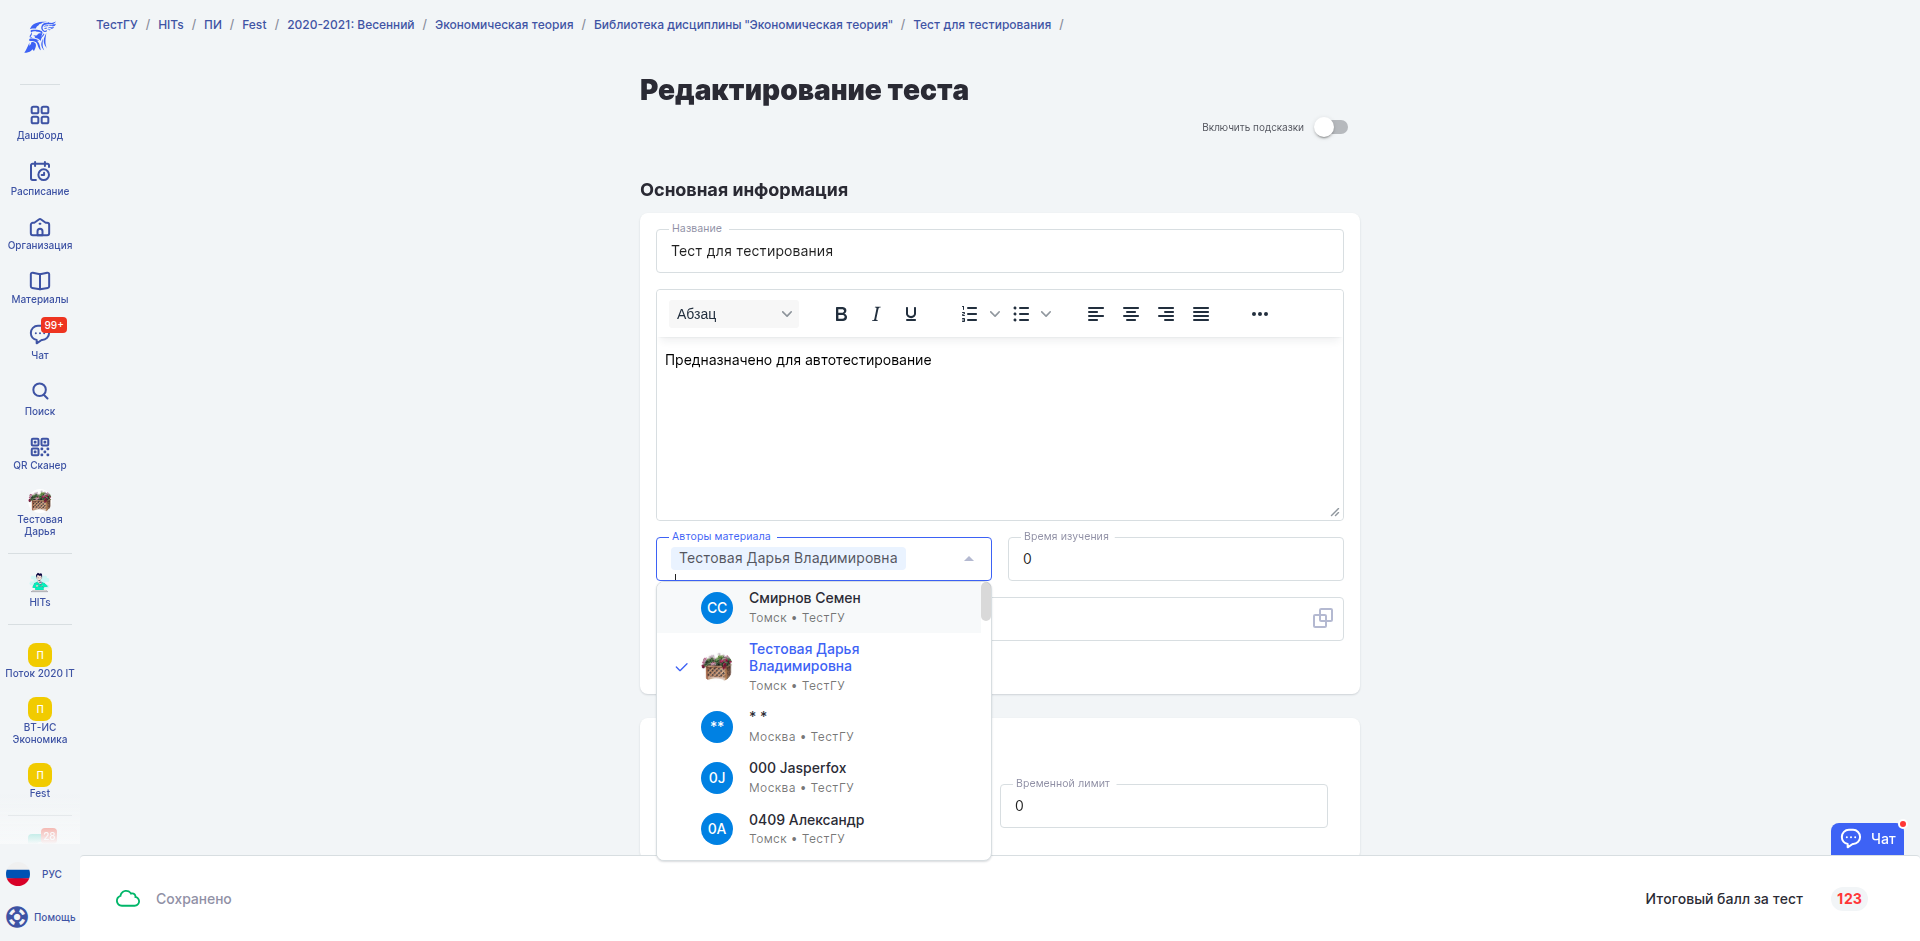 ТестГУ / HITs / ПИ / Fest / 2020-2021: Весенний / Экономическая теория / Библиотека дисциплины "Экономическая теория" / Тест для тестирования /
Дашборд
Расписание
Организация
Материалы
99+
Чат
Поиск
QR Сканер
Тестовая
Дарья
HITs
П
Поток 2020 IT
П
ВТ-ИС
Экономика
П
Fest
28
РУС
Помощь
Редактирование теста
Включить подсказки
Основная информация
Название
Тест для тестирования
Абзац
B I U
Предназначено для автотестирование
Авторы материала
Тестовая Дарья Владимировна
Время изучения
0
СС
Смирнов Семен
Томск • ТестГУ
Тестовая Дарья
Владимировна
Томск • ТестГУ
**
* *
Москва • ТестГУ
0J
000 Jasperfox
Москва • ТестГУ
0А
0409 Александр
Томск • ТестГУ
Временной лимит
0
Чат
Сохранено
Итоговый балл за тест 123